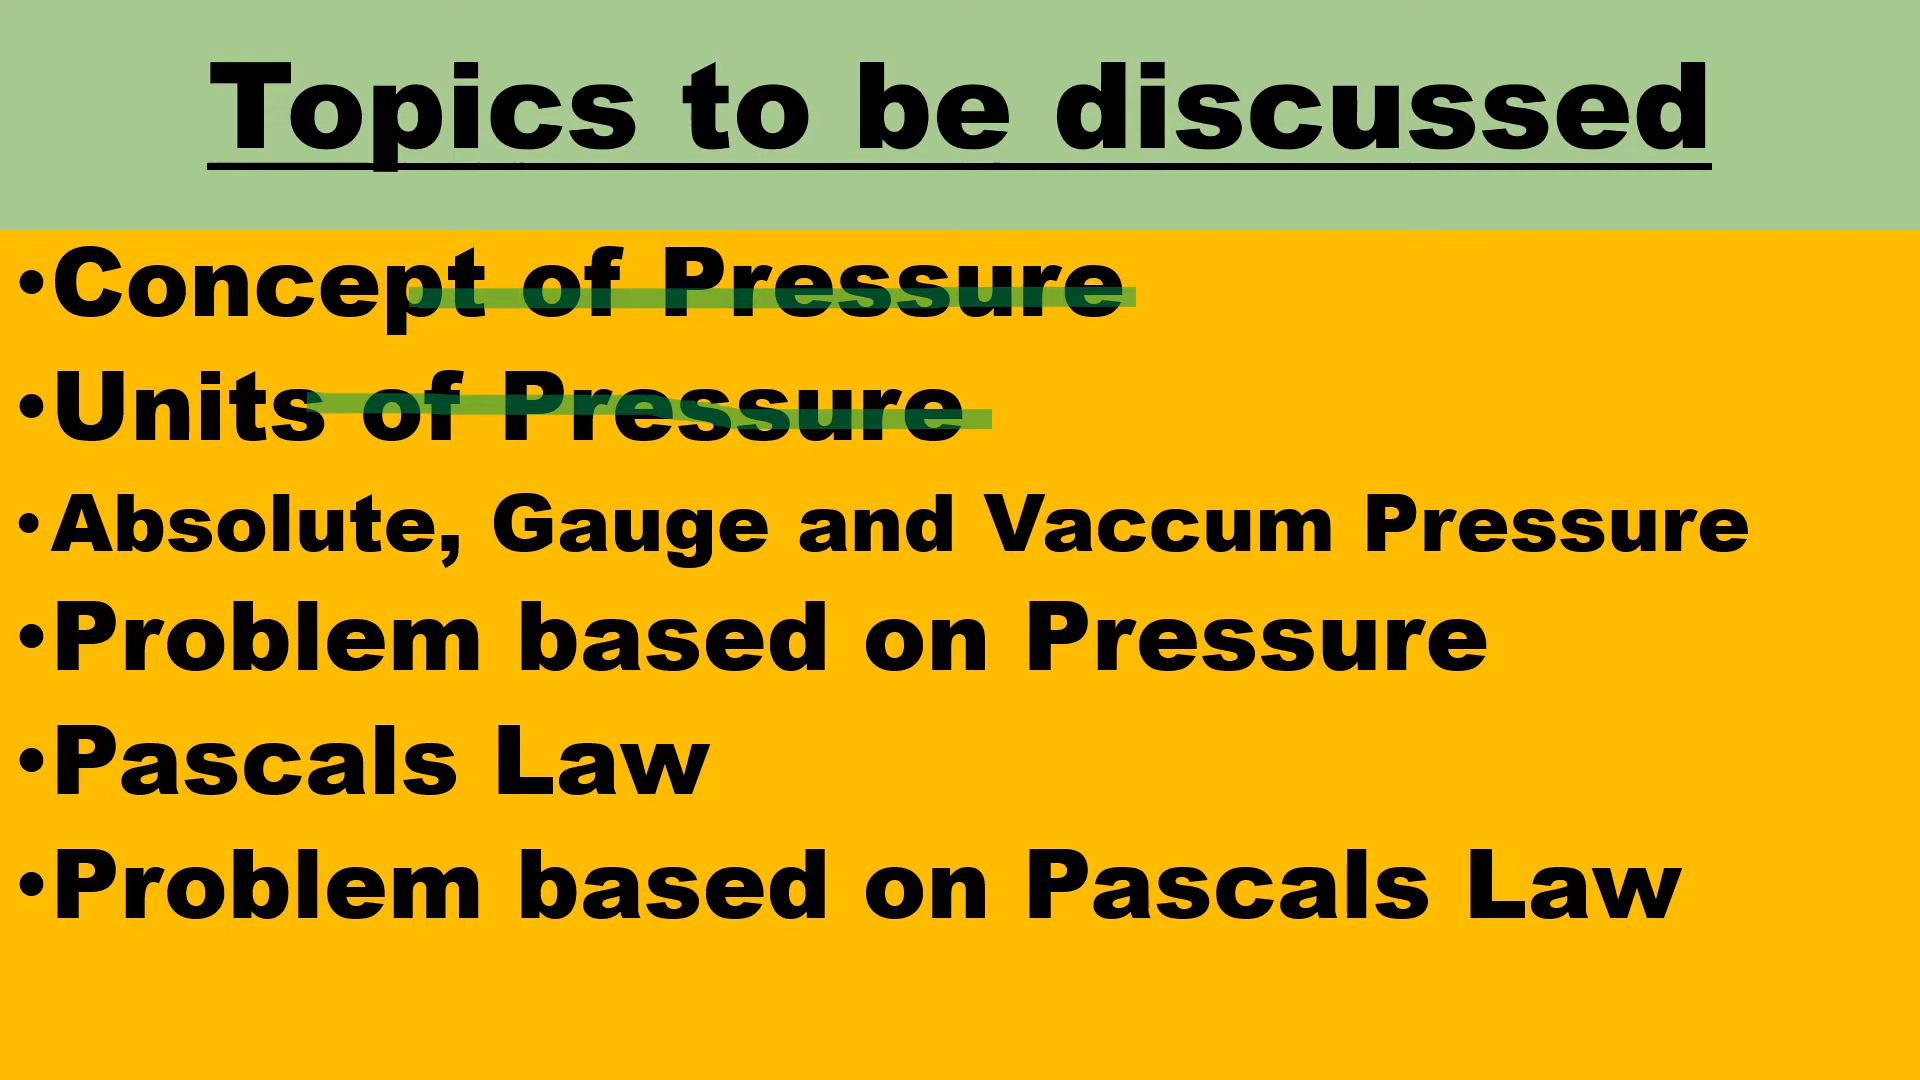 Topics to be discussed
•Concept of Pressure
•Units of Pressure
•Absolute, Gauge and Vaccum Pressure
•Problem based on Pressure
•Pascals Law
•Problem based on Pascals Law